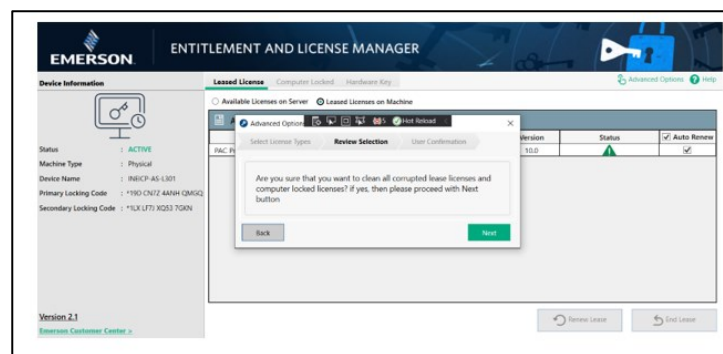 EMERSON
ENTITLEMENT AND LICENSE MANAGER
Device Information
Leased License Computer Locked Hardware Key
Advanced Options Help
Available Licenses on Server Leased Licenses on Machine
Advanced Option
Hot Reload
Select License Types Review Selection User Confirmation
Version Status Auto Renew
PAC P 10.0
Status : ACTIVE
Machine Type : Physical
Device Name : INEICP-AS-L301
Primary Locking Code : *19O CN7Z 4ANH QMGQ
Secondary Locking Code : *1LX LF7J XQ53 7GKN
Are you sure that you want to clean all corrupted lease licenses and
computer locked licenses? if yes, then please proceed with Next
button
Back Next
Version 2.1
Emerson Customer Center >
Renew Lease End Lease